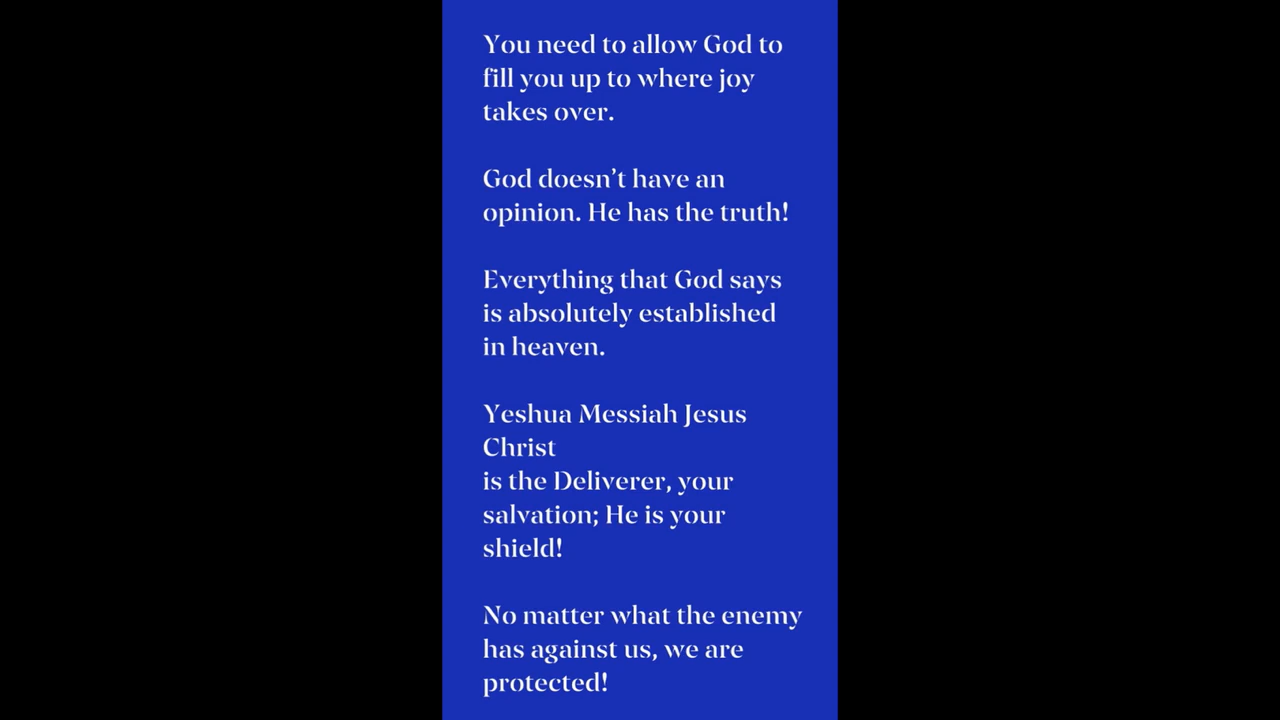 You need to allow God to
fill you up to where joy
takes over.
God doesn’t have an
opinion. He has the truth!
Everything that God says
is absolutely established
in heaven.
Yeshua Messiah Jesus
Christ
is the Deliverer, your
salvation; He is your
shield!
No matter what the enemy
has against us, we are
protected!